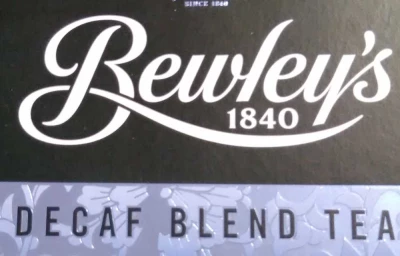 SINCE 1840
Bewley's
1840
DECAF BLEND TEA